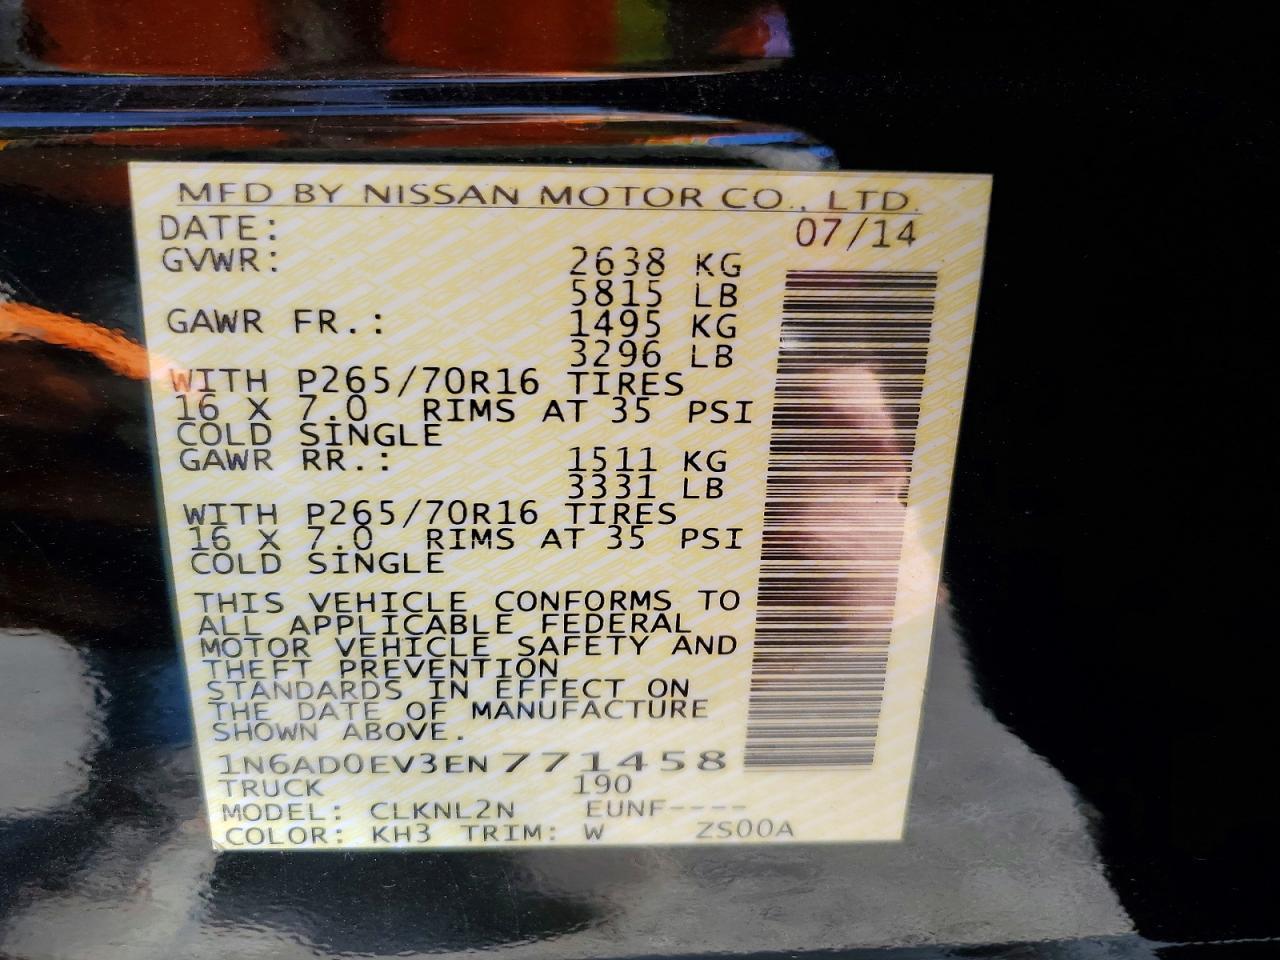 MFD BY NISSAN MOTOR CO., LTD.
DATE: 07/14
GVWR: 2638 KG
5815 LB
GAWR FR.: 1495 KG
3296 LB
WITH P265/70R16 TIRES
16 X 7.0 RIMS AT 35 PSI
COLD SINGLE
GAWR RR.: 1511 KG
3331 LB
WITH P265/70R16 TIRES
16 X 7.0 RIMS AT 35 PSI
COLD SINGLE
THIS VEHICLE CONFORMS TO
ALL APPLICABLE FEDERAL
MOTOR VEHICLE SAFETY AND
THEFT PREVENTION
STANDARDS IN EFFECT ON
THE DATE OF MANUFACTURE
SHOWN ABOVE.
1N6AD0EV3EN771458
TRUCK 190
MODEL: CLKNL2N EUNF----
COLOR: KH3 TRIM: W ZS00A